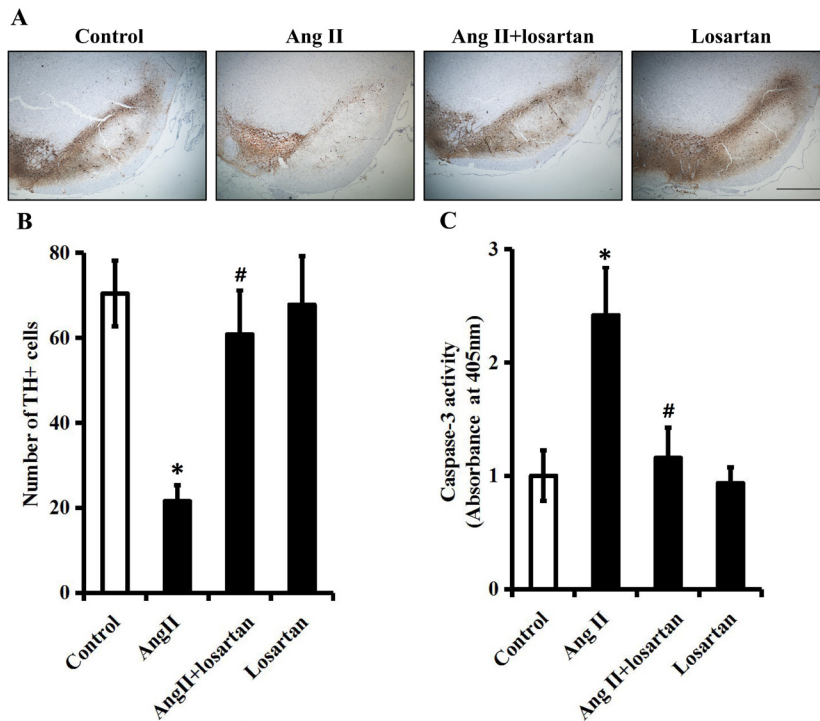 A
Control Ang II Ang II+losartan Losartan
B
80
60
40
20
0
Number of TH+ cells
*
#
Control AngII AngII+losartan Losartan
C
3
2
1
0
Caspase-3 activity
(Absorbance at 405nm)
*
#
Control Ang II Ang II+losartan Losartan